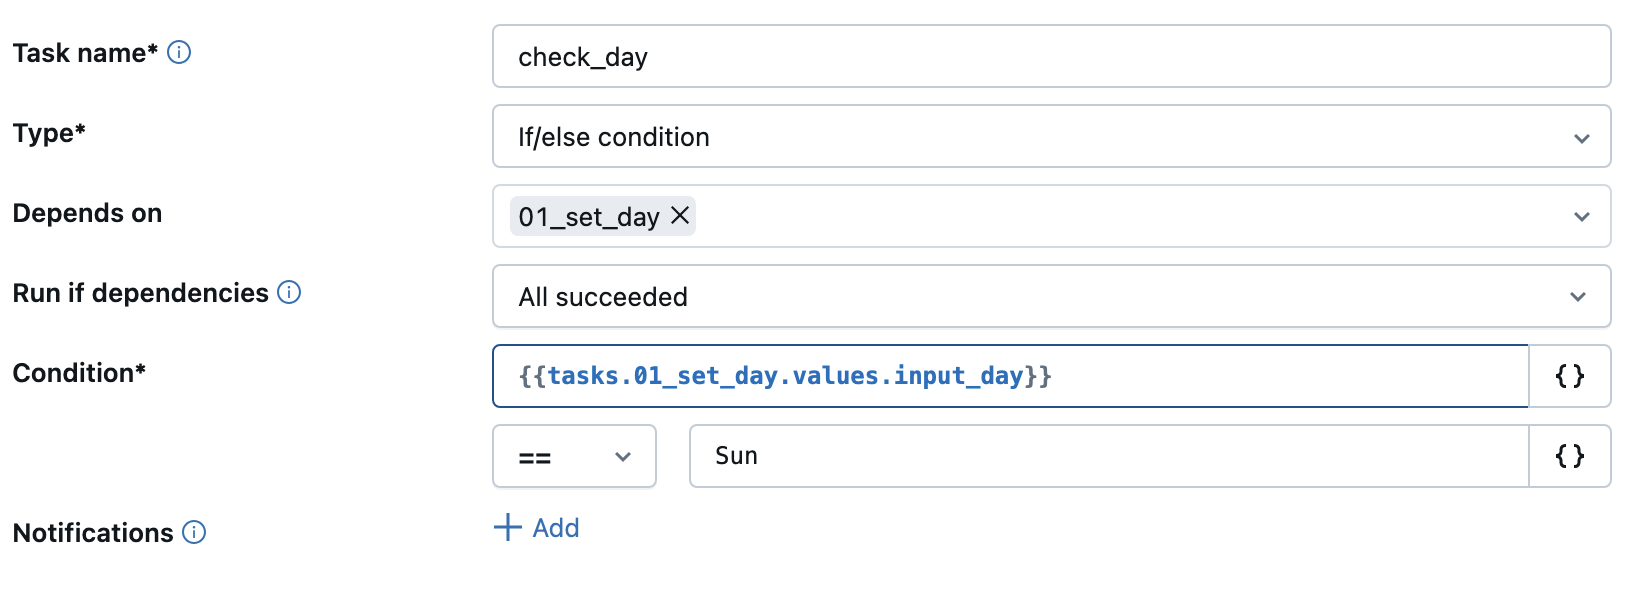 Task name*
check_day
Type*
If/else condition
Depends on
01_set_day
Run if dependencies
All succeeded
Condition*
{{tasks.01_set_day.values.input_day}}
{}
==
Sun
{}
Notifications
+ Add